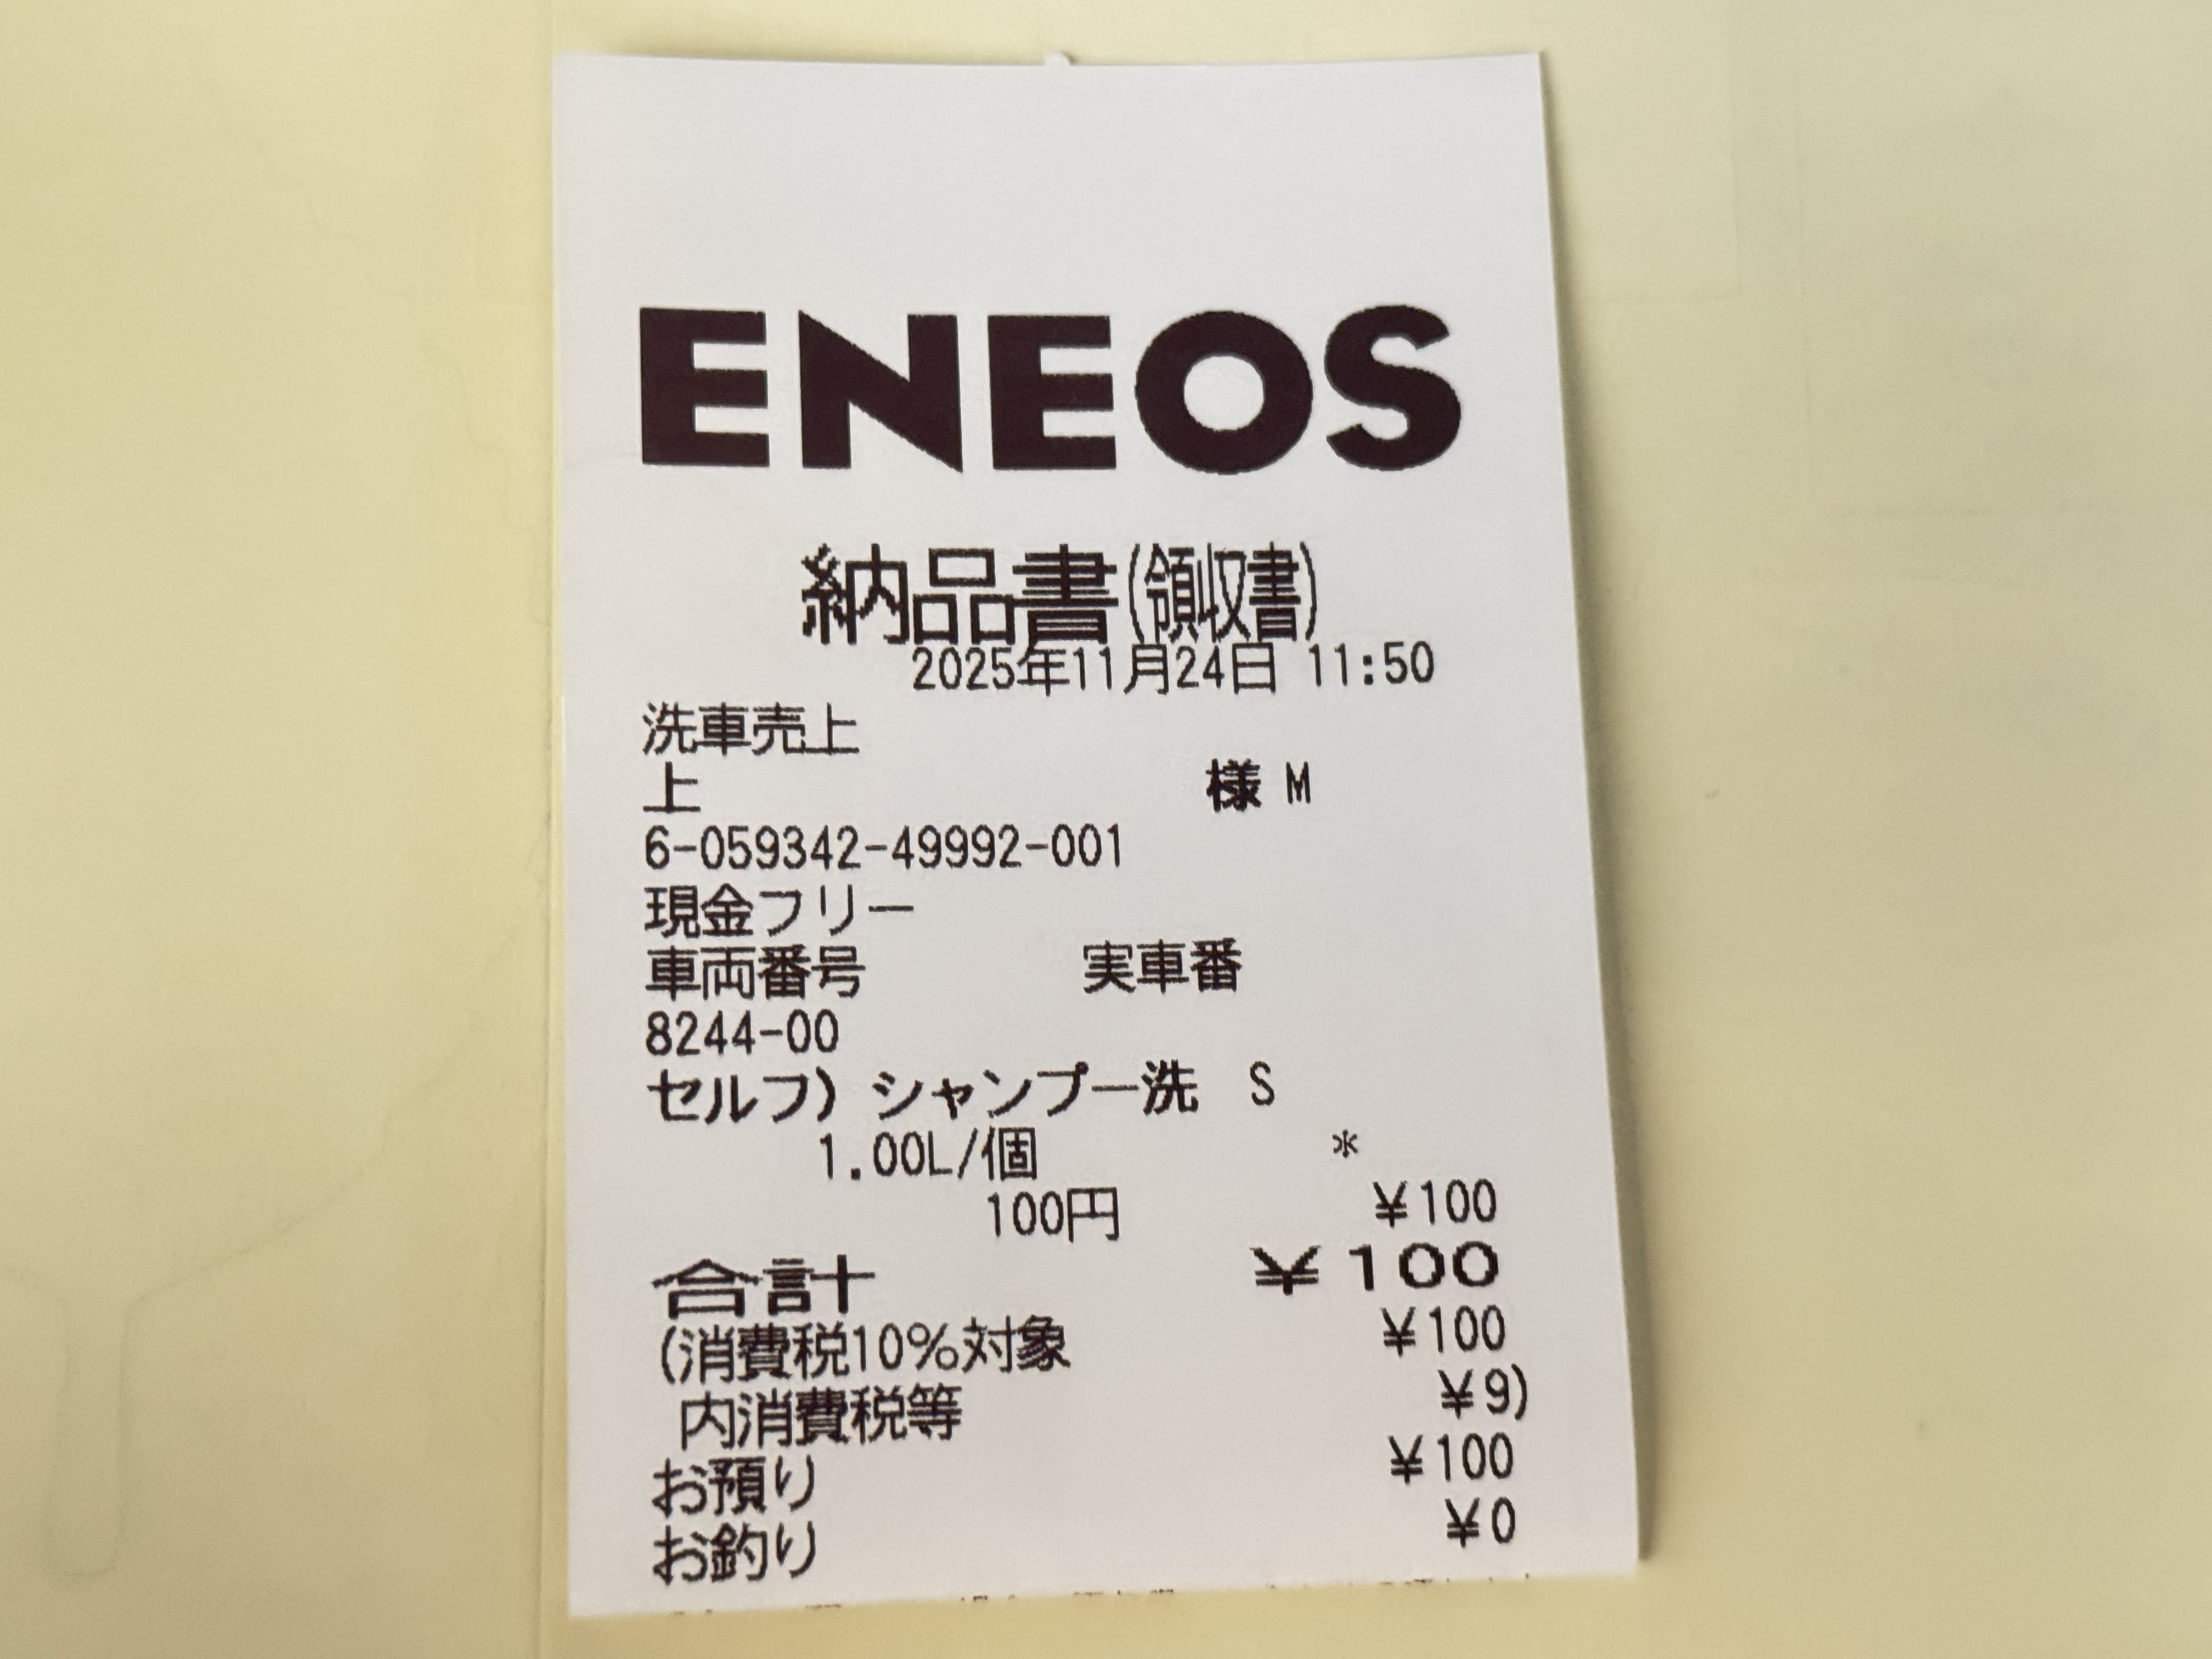 ENEOS
納品書(領収書)
2025年11月24日 11:50
洗車売上
上 様 M
6-059342-49992-001
現金フリー
車両番号 実車番
8244-00
セルフ) シャンプー洗 S
1.00L/個 *
100円 ¥100
合計 ¥100
(消費税10%対象 ¥100
内消費税等 ¥9)
お預り ¥100
お釣り ¥0